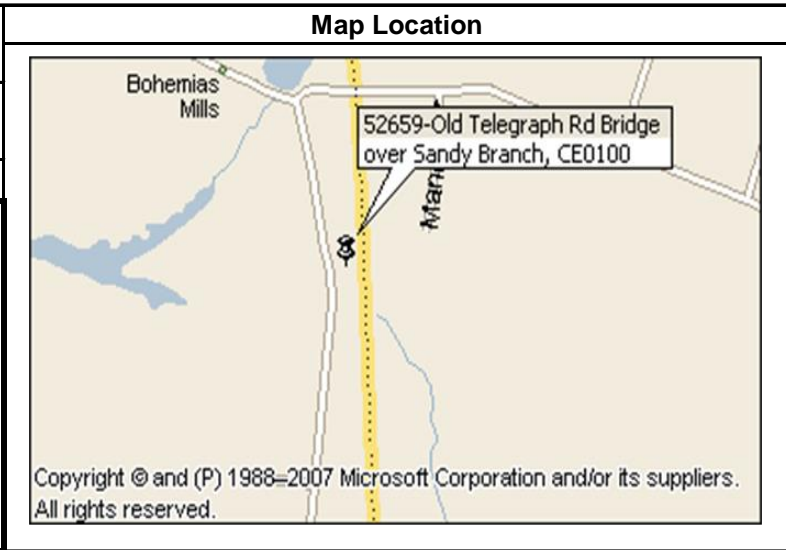 Map Location
Bohemias
Mills
52659-Old Telegraph Rd Bridge
over Sandy Branch, CE0100
Copyright © and (P) 1988–2007 Microsoft Corporation and/or its suppliers.
All rights reserved.